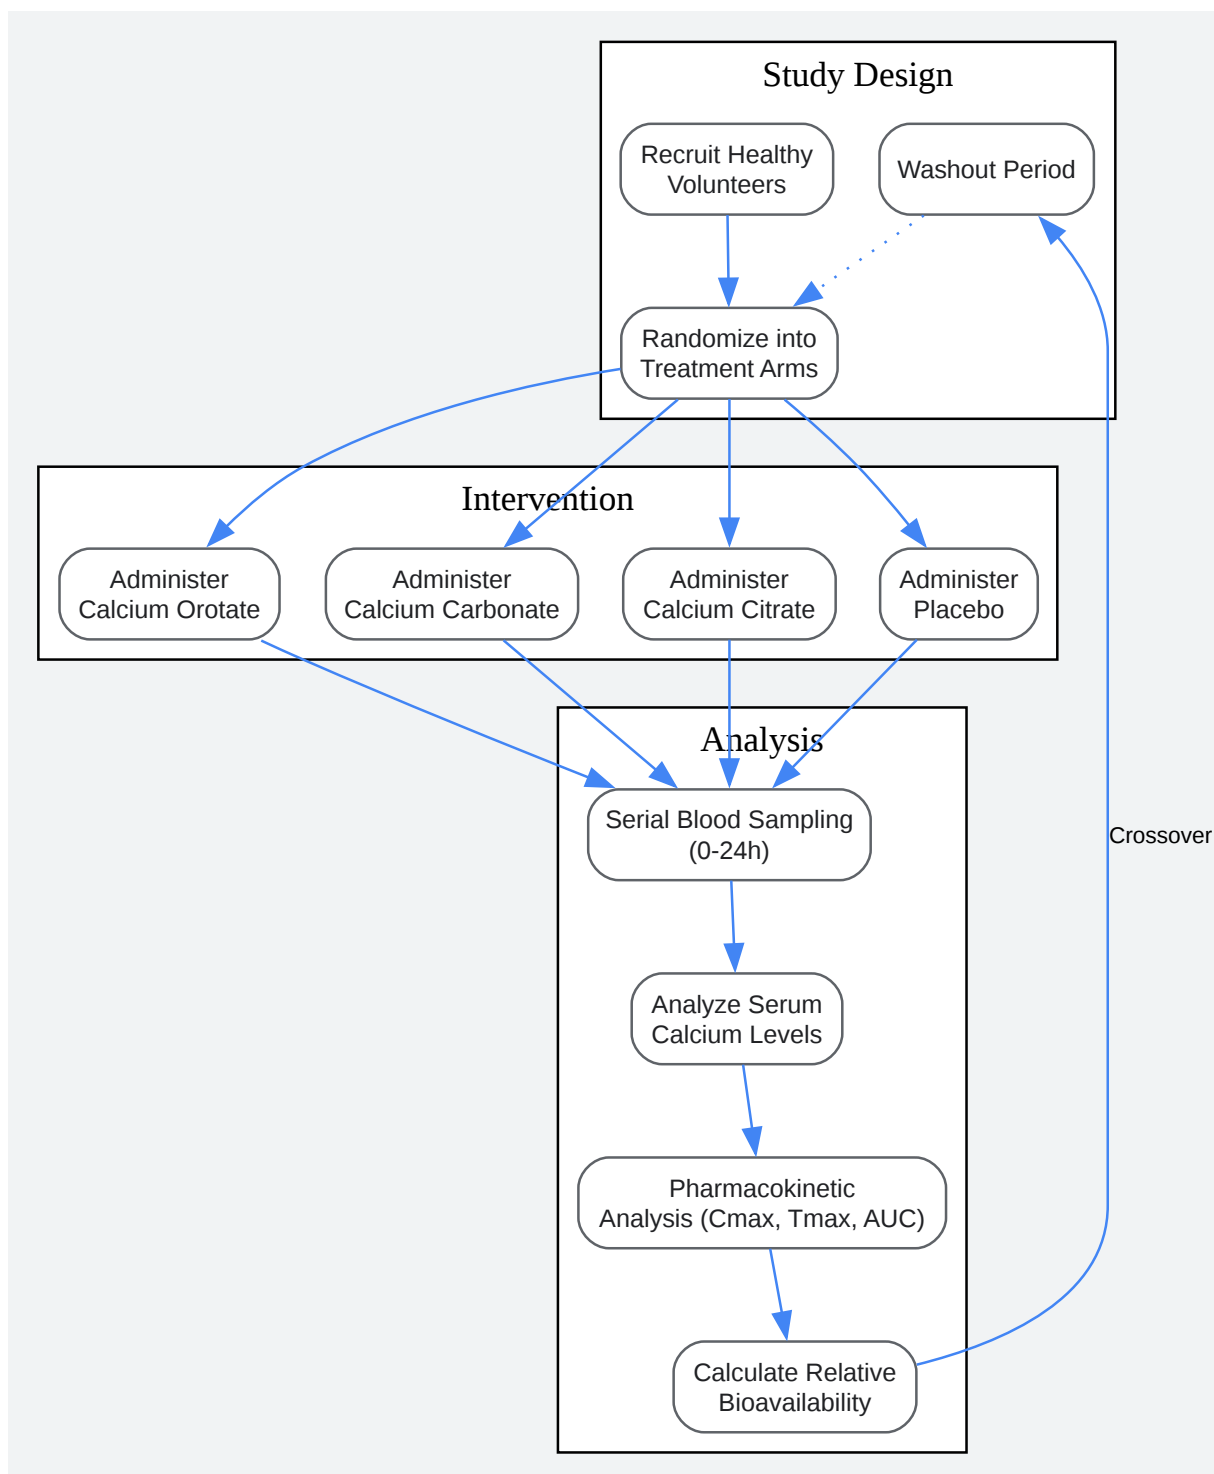 Study Design
Recruit Healthy
Volunteers
Washout Period
Randomize into
Treatment Arms
Intervention
Administer
Calcium Orotate
Administer
Calcium Carbonate
Administer
Calcium Citrate
Administer
Placebo
Analysis
Serial Blood Sampling
(0-24h)
Crossover
Analyze Serum
Calcium Levels
Pharmacokinetic
Analysis (Cmax, Tmax, AUC)
Calculate Relative
Bioavailability